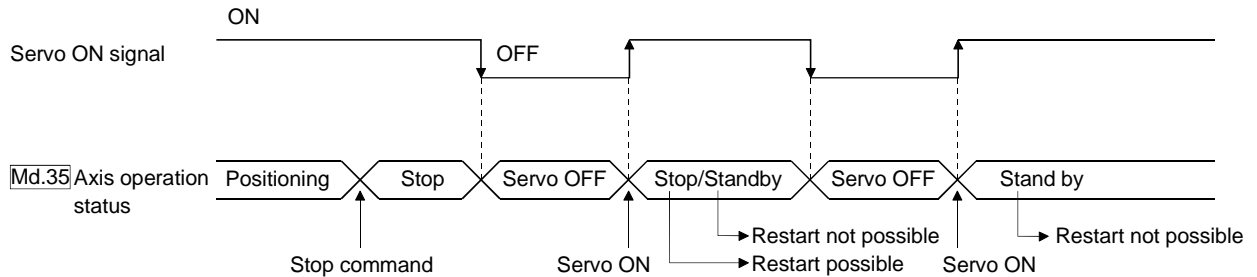 ON
Servo ON signal
OFF
Md.35 Axis operation status
Positioning
Stop
Servo OFF
Stop/Standby
Servo OFF
Stand by
Restart not possible
Restart not possible
Stop command
Servo ON
Restart possible
Servo ON